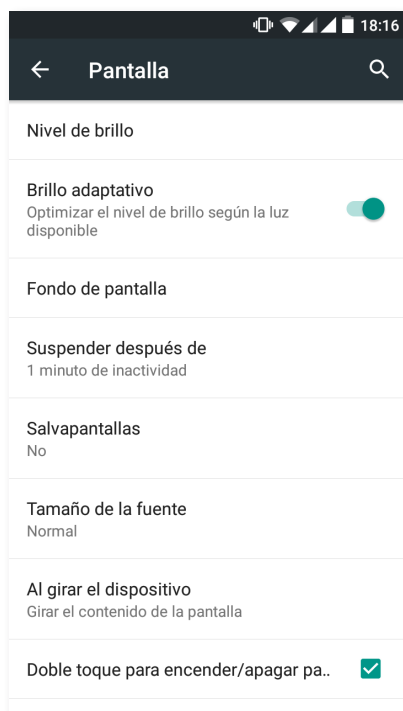 18:16
Pantalla
Nivel de brillo
Brillo adaptativo
Optimizar el nivel de brillo según la luz
disponible
Fondo de pantalla
Suspender después de
1 minuto de inactividad
Salvapantallas
No
Tamaño de la fuente
Normal
Al girar el dispositivo
Girar el contenido de la pantalla
Doble toque para encender/apagar pa..